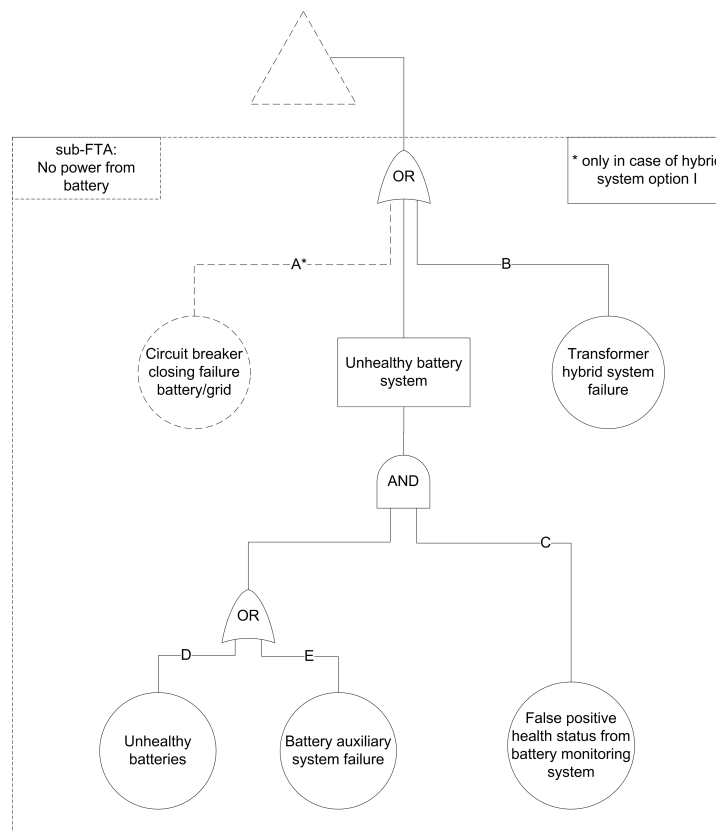 sub-FTA:
No power from
battery
* only in case of hybrid
system option I
OR
A*
B
Circuit breaker
closing failure
battery/grid
Unhealthy battery
system
Transformer
hybrid system
failure
AND
C
OR
D
E
Unhealthy
batteries
Battery auxiliary
system failure
False positive
health status from
battery monitoring
system